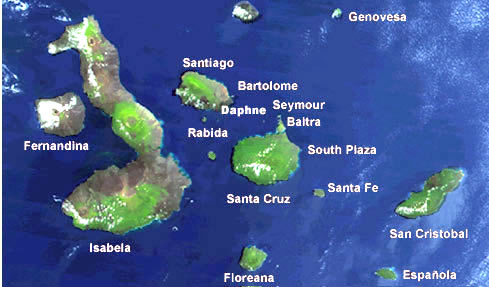 Genovesa
Santiago
Bartolome
Daphne
Seymour
Baltra
Rabida
Fernandina
South Plaza
Santa Cruz
Santa Fe
San Cristobal
Isabela
Floreana
Española